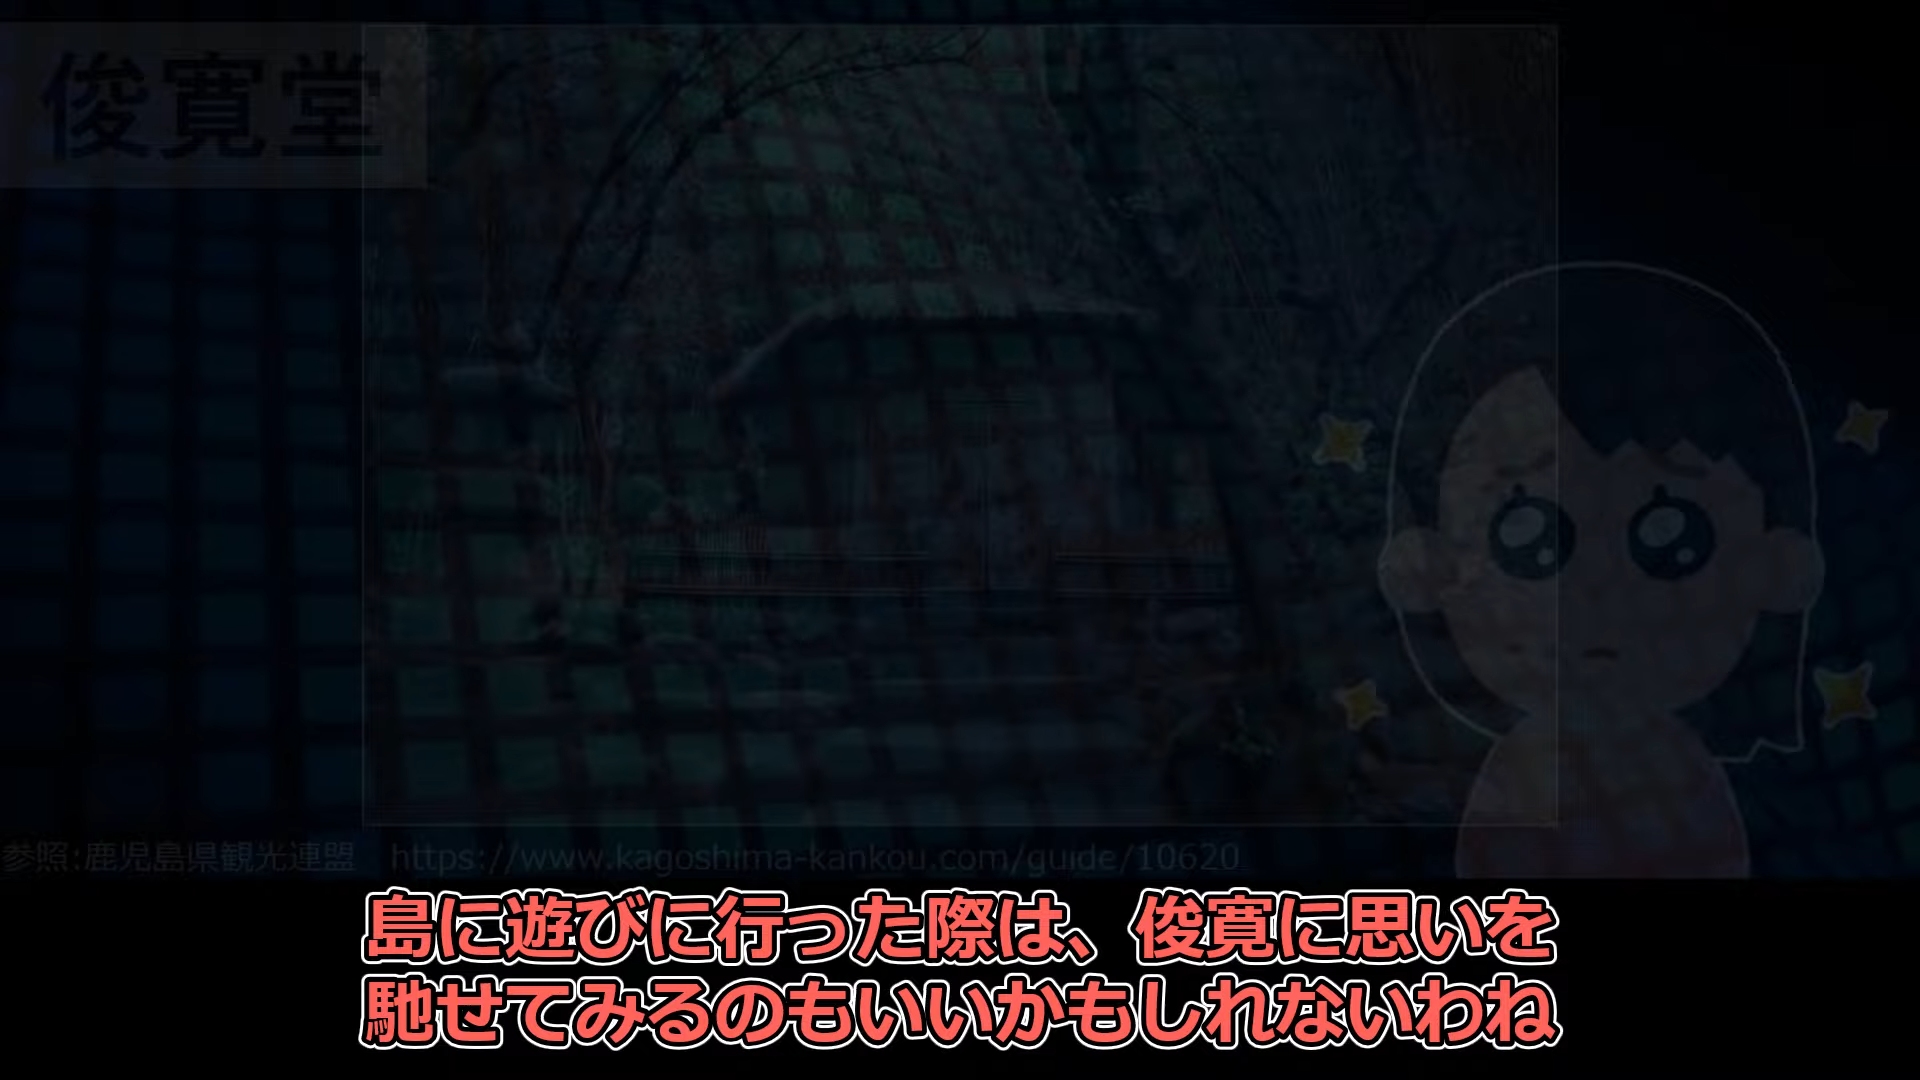 俊寛堂
参照:鹿児島県観光連盟 https://www.kagoshima-kankou.com/guide/10620
島に遊びに行った際は、俊寛に思いを
馳せてみるのもいいかもしれないわね